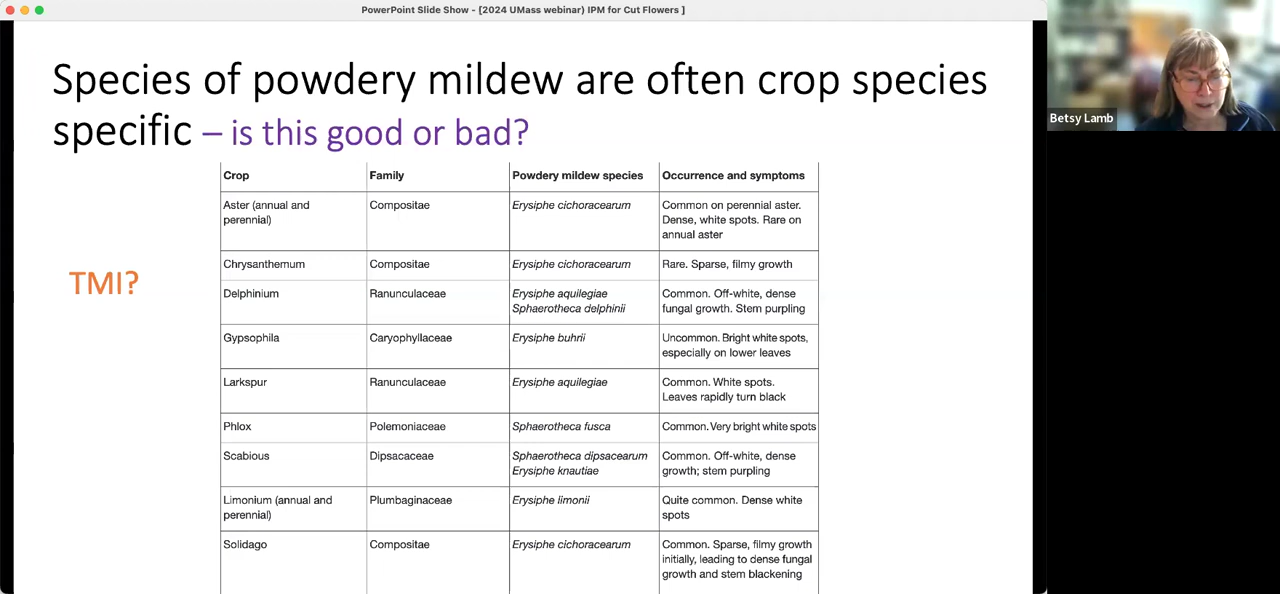 PowerPoint Slide Show - [2024 UMass webinar) IPM for Cut Flowers ]
Species of powdery mildew are often crop species
specific – is this good or bad?
TMI?
Crop Family Powdery mildew species Occurrence and symptoms
Aster (annual and Compositae Erysiphe cichoracearum Common on perennial aster.
perennial) Dense, white spots. Rare on
annual aster
Chrysanthemum Compositae Erysiphe cichoracearum Rare. Sparse, filmy growth
Delphinium Ranunculaceae Erysiphe aquilegiae Common. Off-white, dense
Sphaerotheca delphinii fungal growth. Stem purpling
Gypsophila Caryophyllaceae Erysiphe buhrii Uncommon. Bright white spots,
especially on lower leaves
Larkspur Ranunculaceae Erysiphe aquilegiae Common. White spots.
Leaves rapidly turn black
Phlox Polemoniaceae Sphaerotheca fusca Common. Very bright white spots
Scabious Dipsacaceae Sphaerotheca dipsacearum Common. Off-white, dense
Erysiphe knautiae growth; stem purpling
Limonium (annual and Plumbaginaceae Erysiphe limonii Quite common. Dense white
perennial) spots
Solidago Compositae Erysiphe cichoracearum Common. Sparse, filmy growth
initially, leading to dense fungal
growth and stem blackening
Betsy Lamb